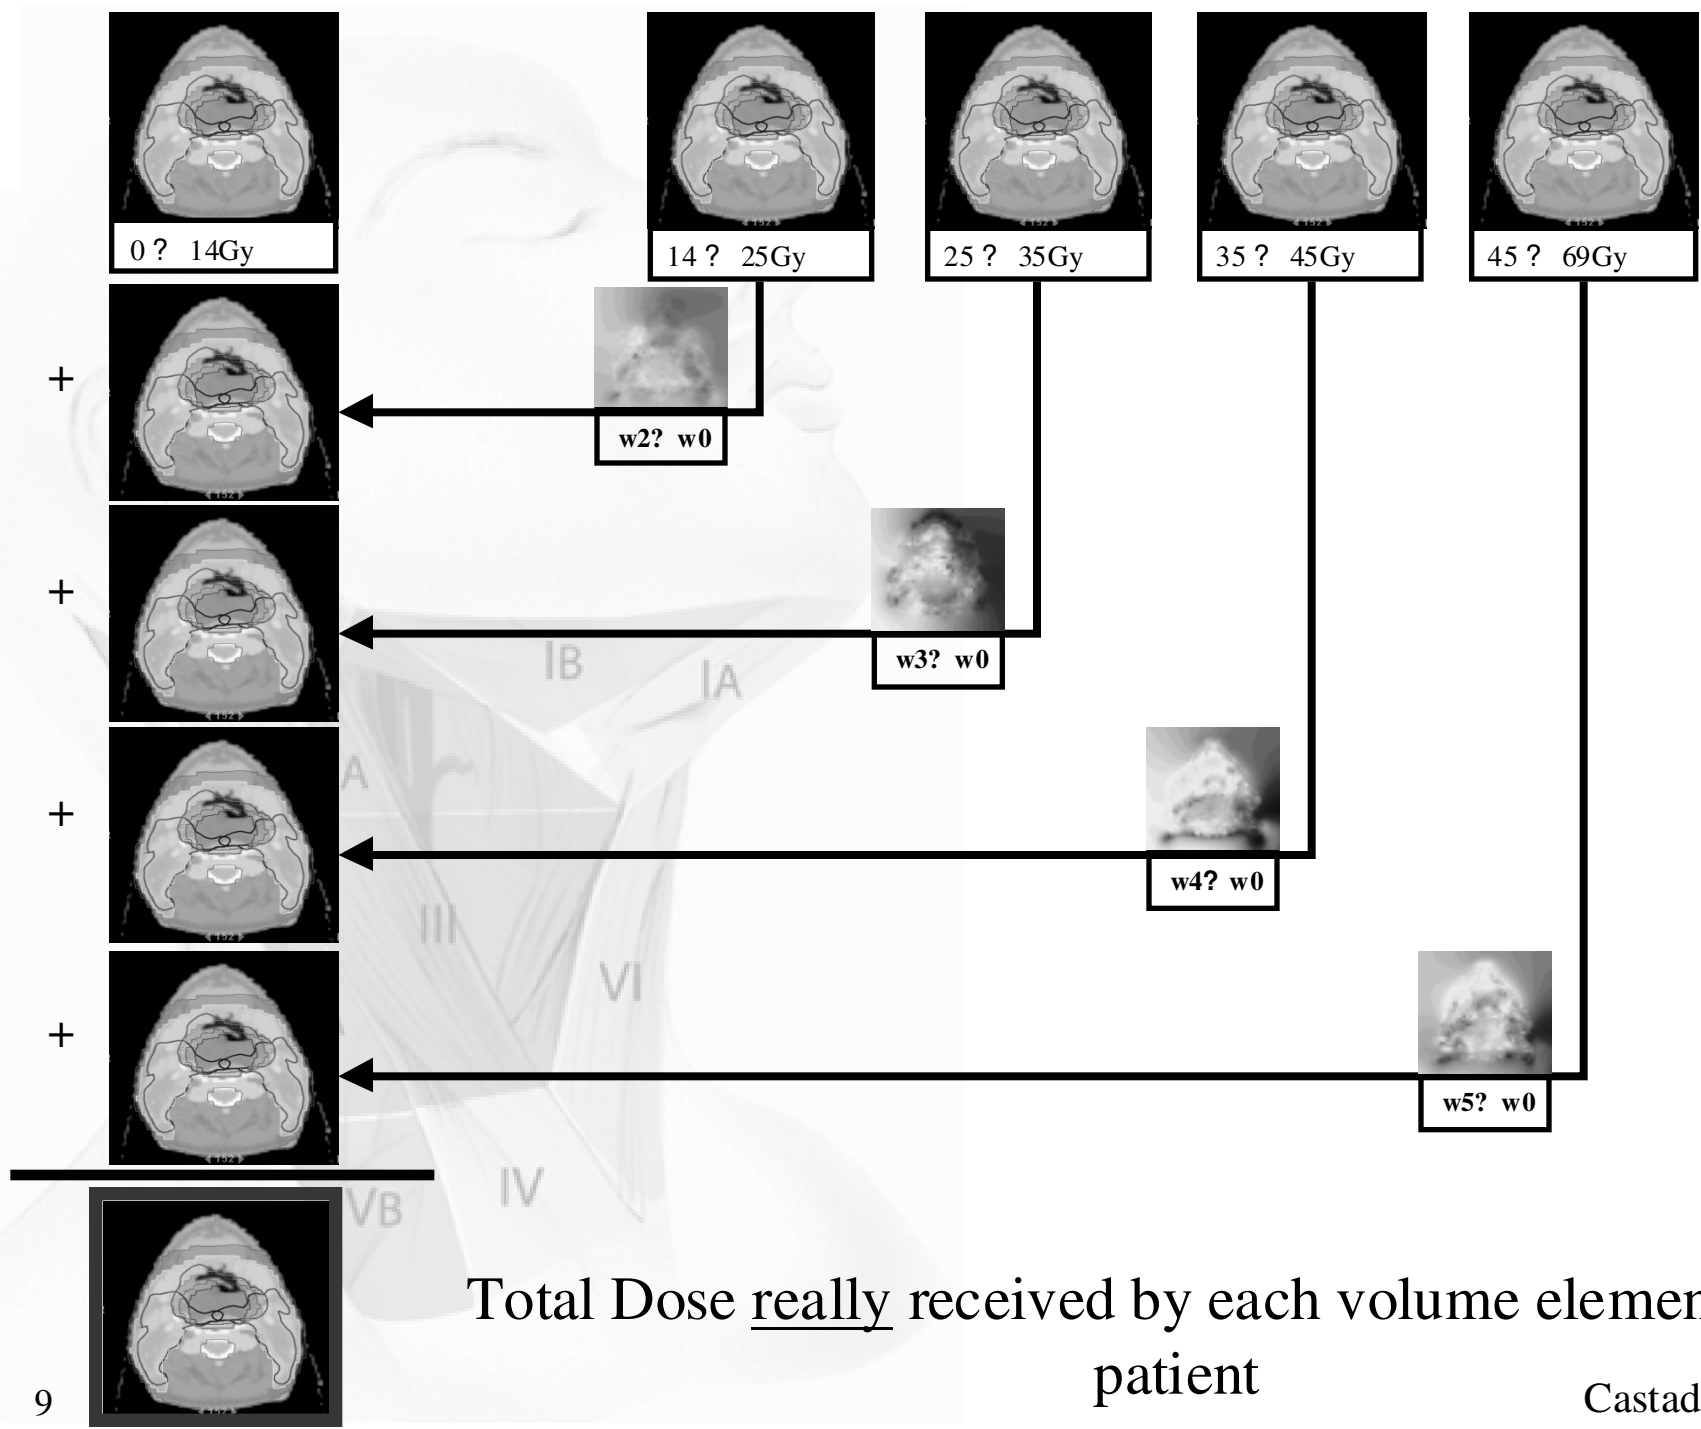 0 ? 14Gy
14 ? 25Gy
25 ? 35Gy
35 ? 45Gy
45 ? 69Gy
+
w2? w0
+
w3? w0
IB
IA
+
A
w4? w0
III
VI
+
w5? w0
IV
VB
Total Dose really received by each volume elemen
patient
9
Castad